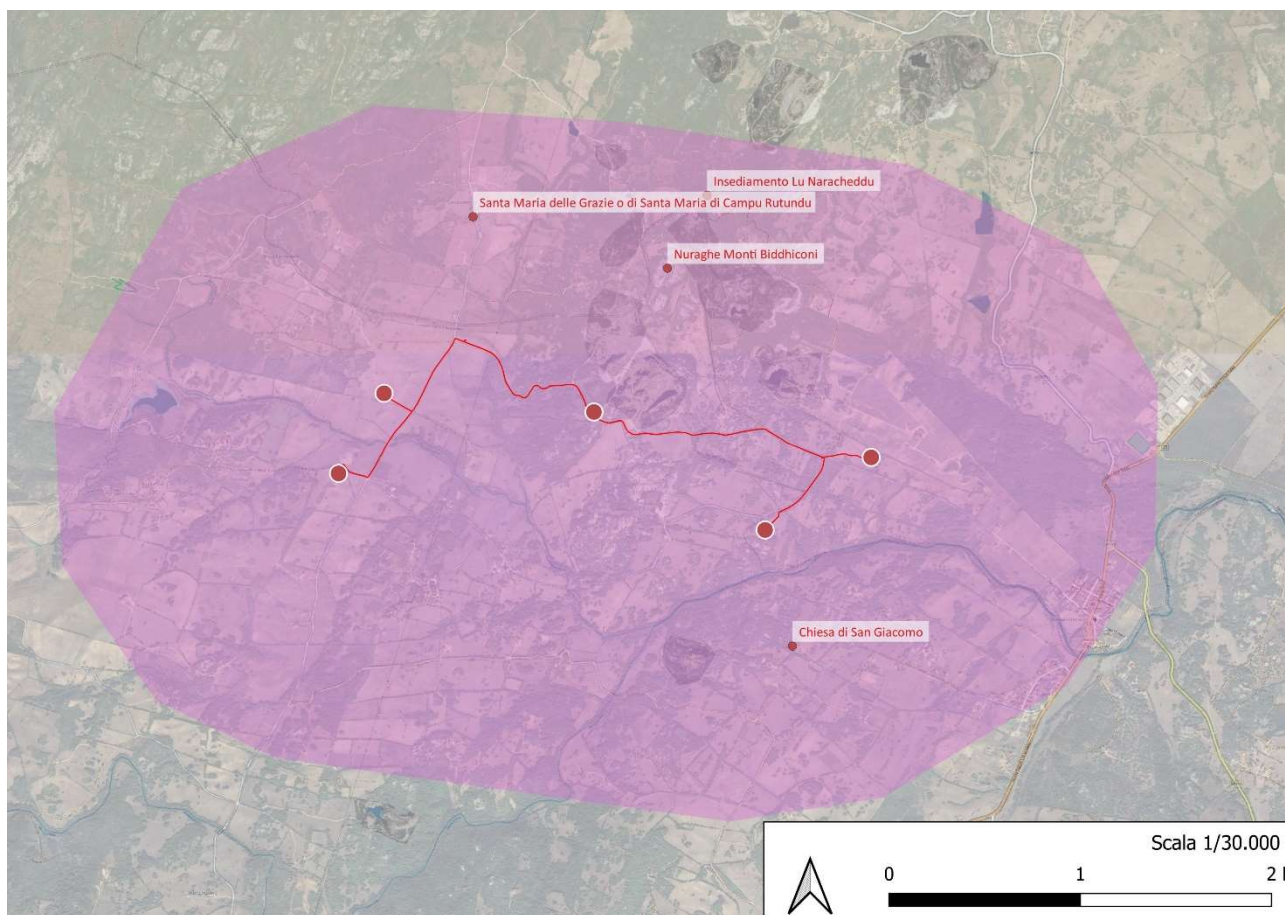 Insediamento Lu Naracheddu
Santa Maria delle Grazie o di Santa Maria di Campu Rutundu
Nuraghe Monti Biddhiconi
Chiesa di San Giacomo
Scala 1/30.000
0 1 2